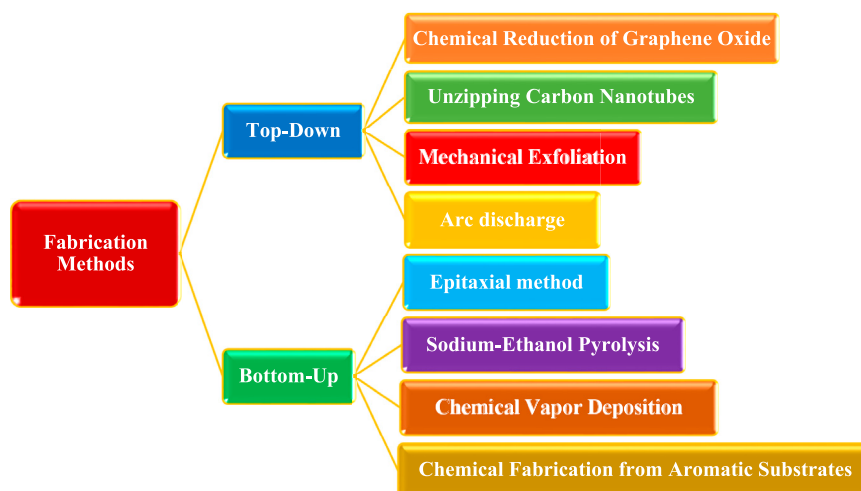 Fabrication
Methods
Top-Down
Chemical Reduction of Graphene Oxide
Unzipping Carbon Nanotubes
Mechanical Exfoliation
Arc discharge
Bottom-Up
Epitaxial method
Sodium-Ethanol Pyrolysis
Chemical Vapor Deposition
Chemical Fabrication from Aromatic Substrates